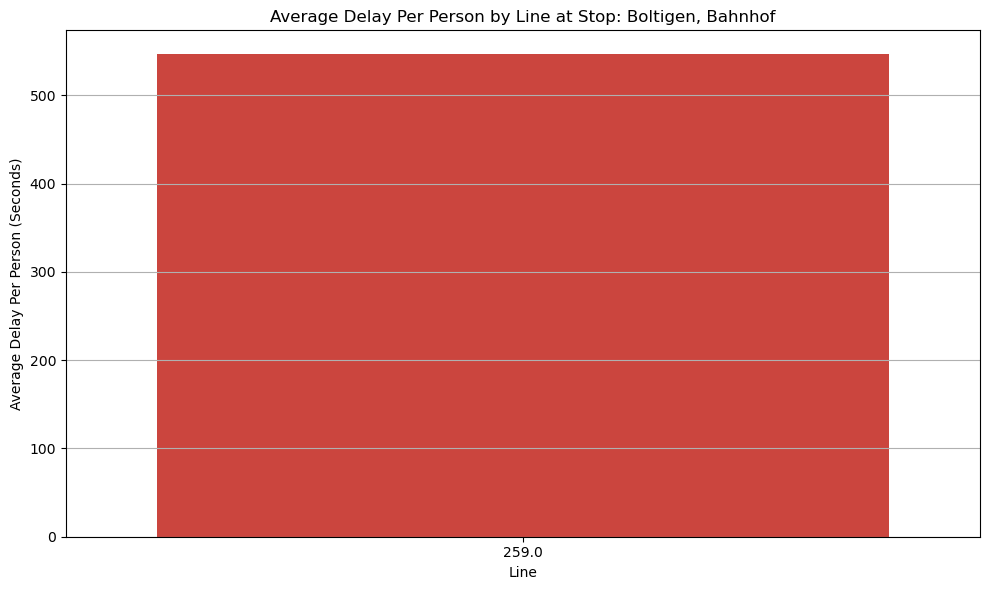 Average Delay Per Person by Line at Stop: Boltigen, Bahnhof
Average Delay Per Person (Seconds)
500
400
300
200
100
0
259.0
Line